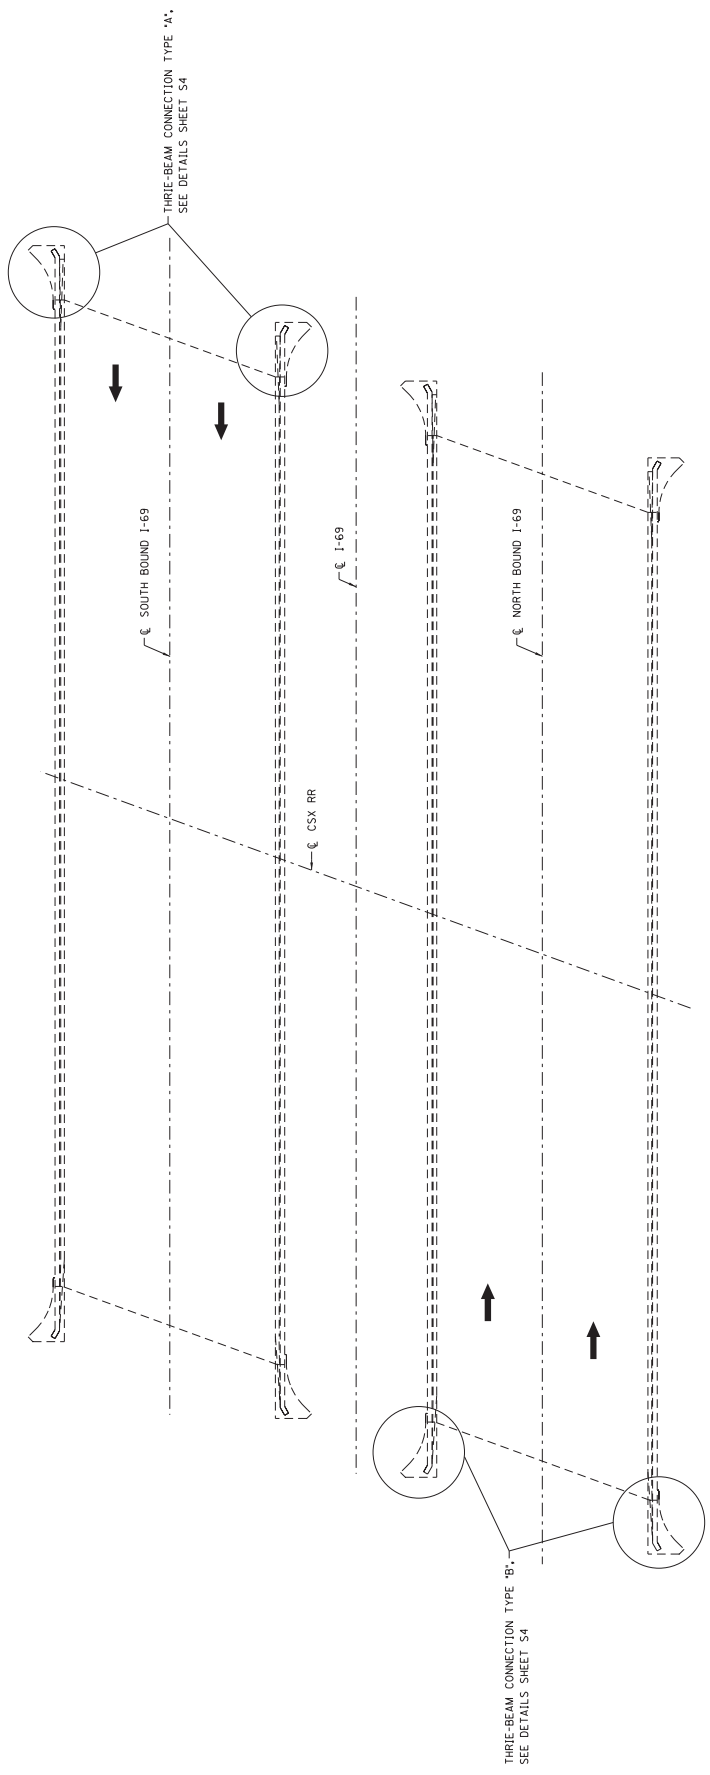 THRIE-BEAM CONNECTION TYPE "A".
SEE DETAILS SHEET S4
℄ SOUTH BOUND I-69
℄ I-69
℄ NORTH BOUND I-69
℄ CSX RR
THRIE-BEAM CONNECTION TYPE "B".
SEE DETAILS SHEET S4